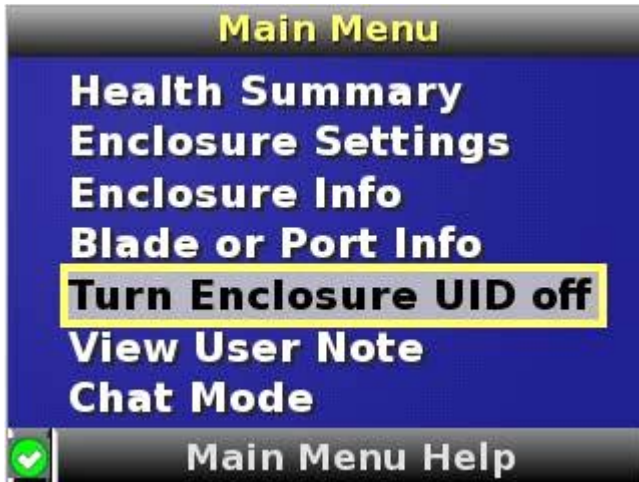 Main Menu
Health Summary
Enclosure Settings
Enclosure Info
Blade or Port Info
Turn Enclosure UID off
View User Note
Chat Mode
Main Menu Help